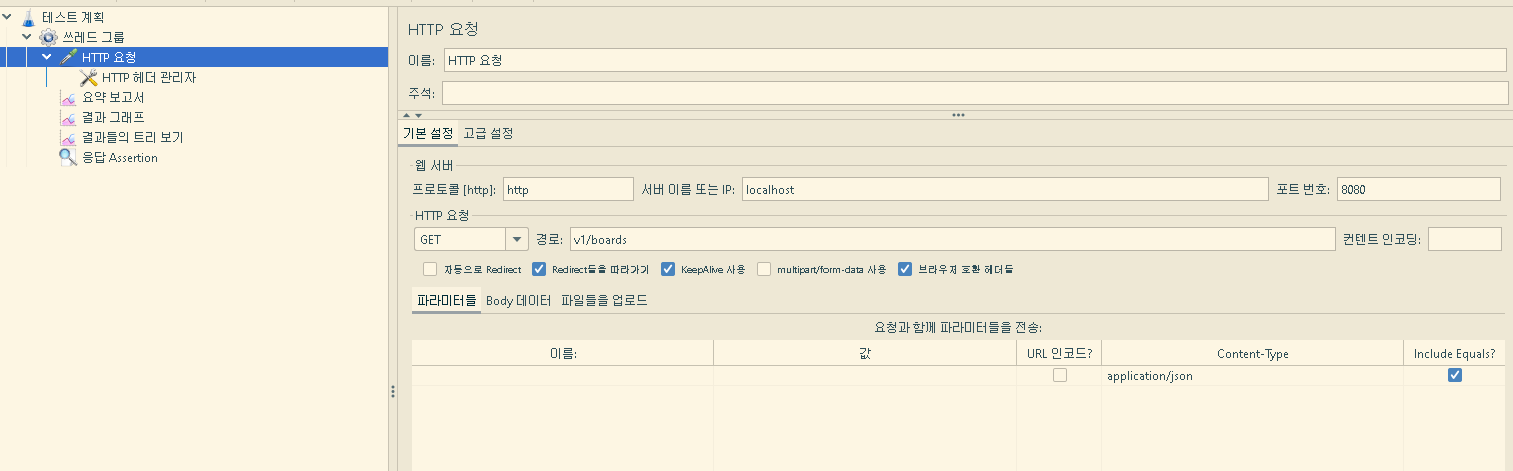 테스트 계획
쓰레드 그룹
HTTP 요청
HTTP 헤더 관리자
요약 보고서
결과 그래프
결과들의 트리 보기
응답 Assertion
HTTP 요청
이름: HTTP 요청
주석:
기본 설정 고급 설정
웹 서버
프로토콜 [http]: http 서버 이름 또는 IP: localhost 포트 번호: 8080
HTTP 요청
GET 경로: v1/boards 컨텐트 인코딩:
자동으로 Redirect Redirect들을 따라가기 KeepAlive 사용 multipart/form-data 사용 브라우저 호환 헤더들
파라미터들 Body 데이터 파일들을 업로드
요청과 함께 파라미터들을 전송:
이름: 값 URL 인코드? Content-Type Include Equals?
application/json